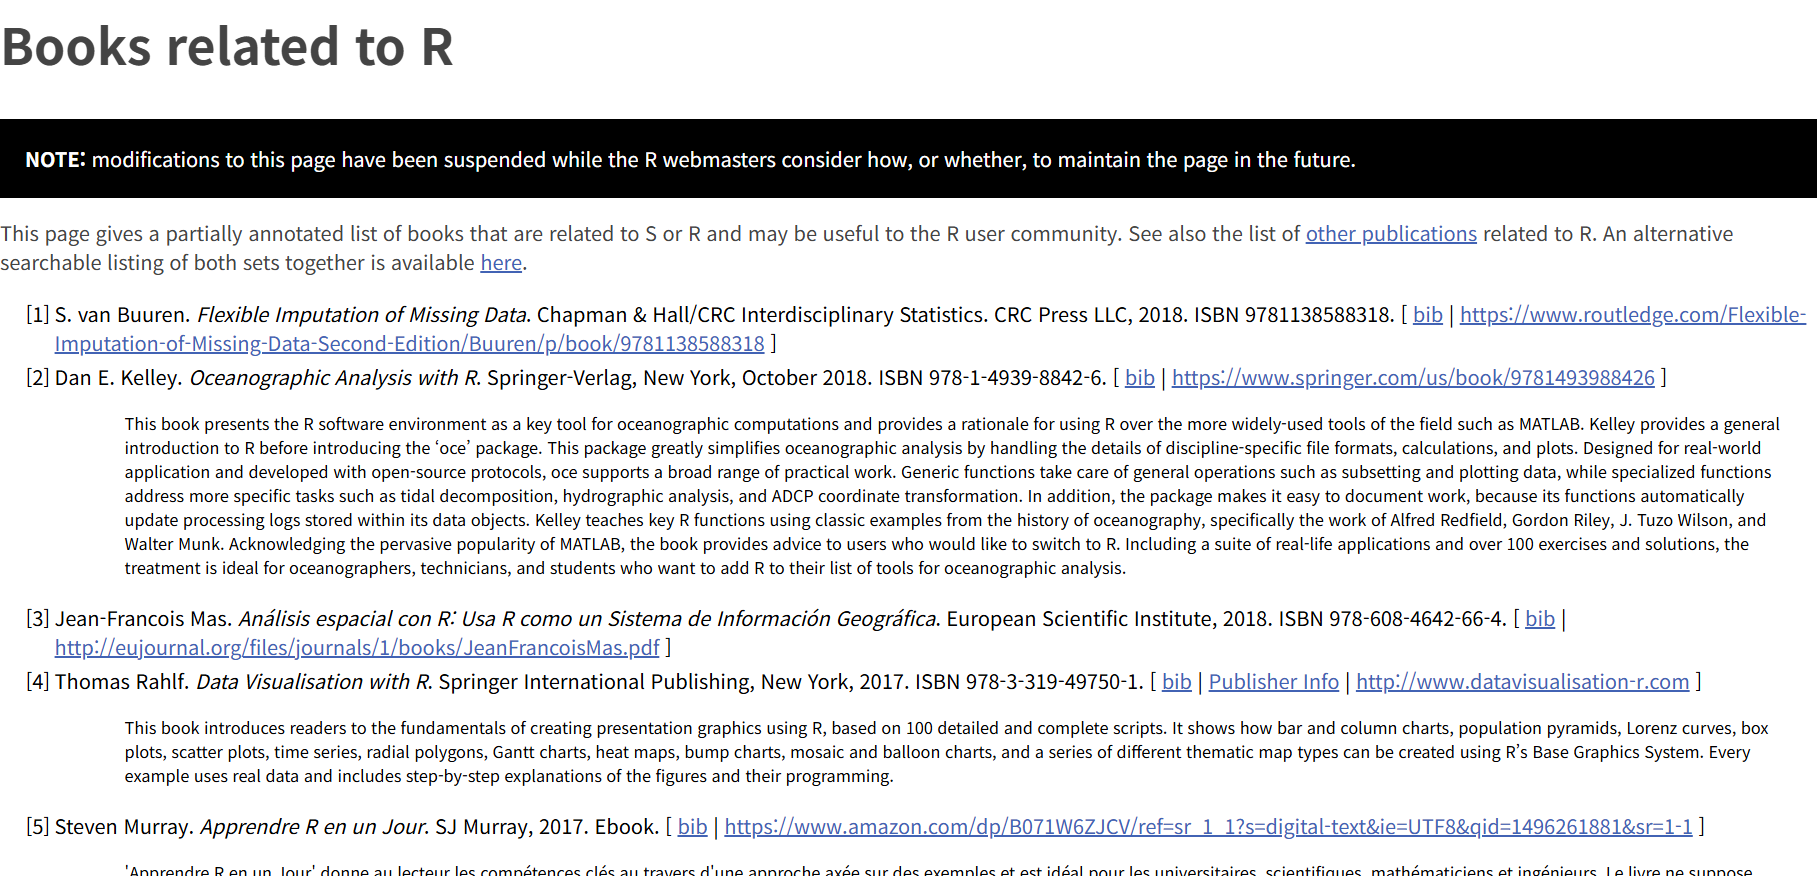 Books related to R
NOTE: modifications to this page have been suspended while the R webmasters consider how, or whether, to maintain the page in the future.
This page gives a partially annotated list of books that are related to S or R and may be useful to the R user community. See also the list of other publications related to R. An alternative
searchable listing of both sets together is available here.
[1] S. van Buuren. Flexible Imputation of Missing Data. Chapman & Hall/CRC Interdisciplinary Statistics. CRC Press LLC, 2018. ISBN 9781138588318. [ bib | https://www.routledge.com/Flexible-
Imputation-of-Missing-Data-Second-Edition/Buuren/p/book/9781138588318 ]
[2] Dan E. Kelley. Oceanographic Analysis with R. Springer-Verlag, New York, October 2018. ISBN 978-1-4939-8842-6. [ bib | https://www.springer.com/us/book/9781493988426 ]
This book presents the R software environment as a key tool for oceanographic computations and provides a rationale for using R over the more widely-used tools of the field such as MATLAB. Kelley provides a general
introduction to R before introducing the ‘oce’ package. This package greatly simplifies oceanographic analysis by handling the details of discipline-specific file formats, calculations, and plots. Designed for real-world
application and developed with open-source protocols, oce supports a broad range of practical work. Generic functions take care of general operations such as subsetting and plotting data, while specialized functions
address more specific tasks such as tidal decomposition, hydrographic analysis, and ADCP coordinate transformation. In addition, the package makes it easy to document work, because its functions automatically
update processing logs stored within its data objects. Kelley teaches key R functions using classic examples from the history of oceanography, specifically the work of Alfred Redfield, Gordon Riley, J. Tuzo Wilson, and
Walter Munk. Acknowledging the pervasive popularity of MATLAB, the book provides advice to users who would like to switch to R. Including a suite of real-life applications and over 100 exercises and solutions, the
treatment is ideal for oceanographers, technicians, and students who want to add R to their list of tools for oceanographic analysis.
[3] Jean-Francois Mas. Análisis espacial con R: Usa R como un Sistema de Información Geográfica. European Scientific Institute, 2018. ISBN 978-608-4642-66-4. [ bib |
http://eujournal.org/files/journals/1/books/JeanFrancoisMas.pdf ]
[4] Thomas Rahlf. Data Visualisation with R. Springer International Publishing, New York, 2017. ISBN 978-3-319-49750-1. [ bib | Publisher Info | http://www.datavisualisation-r.com ]
This book introduces readers to the fundamentals of creating presentation graphics using R, based on 100 detailed and complete scripts. It shows how bar and column charts, population pyramids, Lorenz curves, box
plots, scatter plots, time series, radial polygons, Gantt charts, heat maps, bump charts, mosaic and balloon charts, and a series of different thematic map types can be created using R’s Base Graphics System. Every
example uses real data and includes step-by-step explanations of the figures and their programming.
[5] Steven Murray. Apprendre R en un Jour. SJ Murray, 2017. Ebook. [ bib | https://www.amazon.com/dp/B071W6ZJCV/ref=sr_1_1?s=digital-text&ie=UTF8&qid=1496261881&sr=1-1 ]
'Apprendre R en un Jour' donne au lecteur les compétences clés au travers d'une approche axée sur des exemples et est idéal pour les universitaires, scientifiques, mathématiciens et ingénieurs. Le livre ne suppose